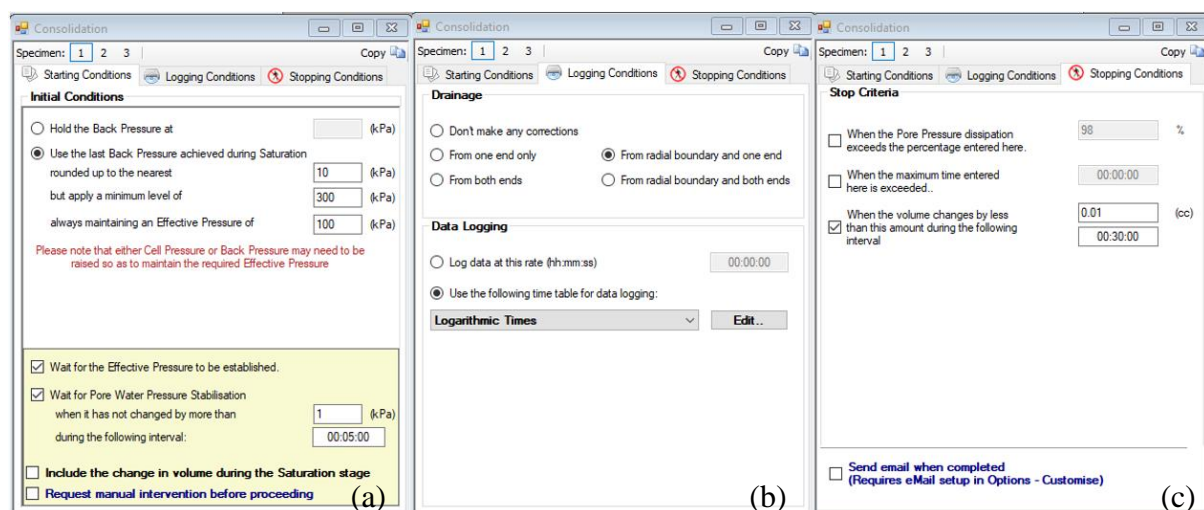 Consolidation
Specimen: 1 2 3 Copy
Starting Conditions Logging Conditions Stopping Conditions
Initial Conditions
Hold the Back Pressure at (kPa)
Use the last Back Pressure achieved during Saturation
rounded up to the nearest 10 (kPa)
but apply a minimum level of 300 (kPa)
always maintaining an Effective Pressure of 100 (kPa)
Please note that either Cell Pressure or Back Pressure may need to be
raised so as to maintain the required Effective Pressure
Wait for the Effective Pressure to be established.
Wait for Pore Water Pressure Stabilisation
when it has not changed by more than 1 (kPa)
during the following interval: 00:05:00
Include the change in volume during the Saturation stage
Request manual intervention before proceeding
(a)
Consolidation
Specimen: 1 2 3 Copy
Starting Conditions Logging Conditions Stopping Conditions
Drainage
Don't make any corrections
From one end only From radial boundary and one end
From both ends From radial boundary and both ends
Data Logging
Log data at this rate (hh:mm:ss) 00:00:00
Use the following time table for data logging:
Logarithmic Times Edit..
(b)
Consolidation
Specimen: 1 2 3 Copy
Starting Conditions Logging Conditions Stopping Conditions
Stop Criteria
When the Pore Pressure dissipation 98 %
exceeds the percentage entered here.
When the maximum time entered 00:00:00
here is exceeded..
When the volume changes by less 0.01 (cc)
than this amount during the following
interval 00:30:00
Send email when completed
(Requires eMail setup in Options - Customise)
(c)